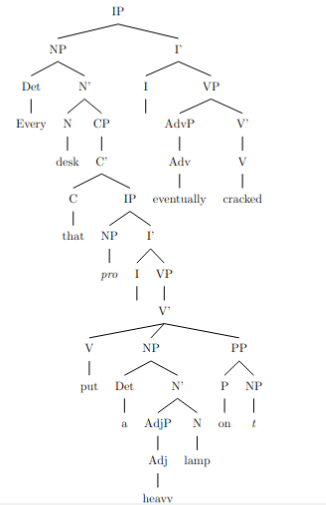 IP
NP I'
Det N' I VP
Every N CP AdvP V'
desk C' Adv V
C IP eventually cracked
that NP I'
pro I VP
V'
V NP PP
put Det N' P NP
a AdjP N on t
Adj lamp
heavy